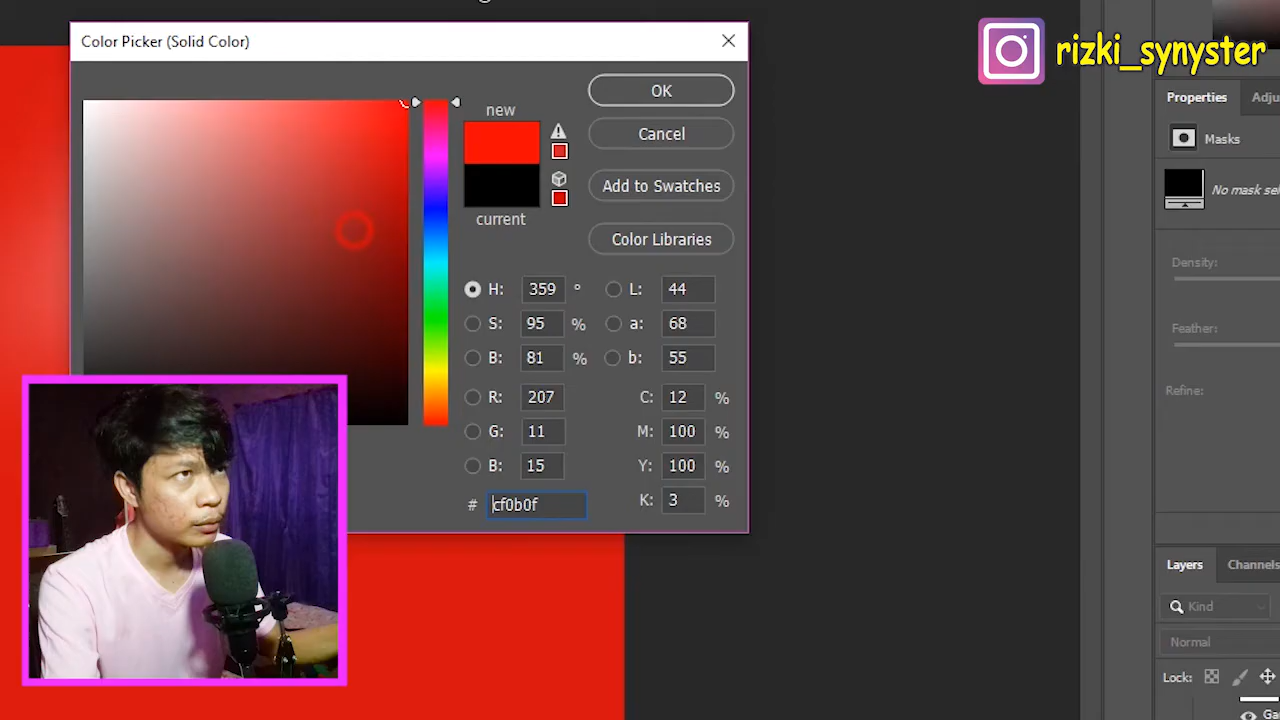 rizki_synyster
Color Picker (Solid Color)
OK
Cancel
Add to Swatches
Color Libraries
new
current
H: 359 °
S: 95 %
B: 81 %
R: 207
G: 11
B: 15
# cf0b0f
L: 44
a: 68
b: 55
C: 12 %
M: 100 %
Y: 100 %
K: 3 %
Properties
Masks
No mask sel
Density:
Feather:
Refine:
Layers Channels
Kind
Normal
Lock: